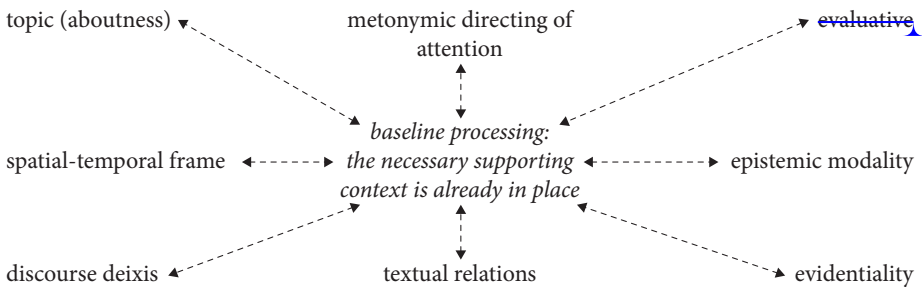 topic (aboutness)
metonymic directing of
attention
evaluative
baseline processing:
the necessary supporting
context is already in place
spatial-temporal frame
epistemic modality
discourse deixis
textual relations
evidentiality